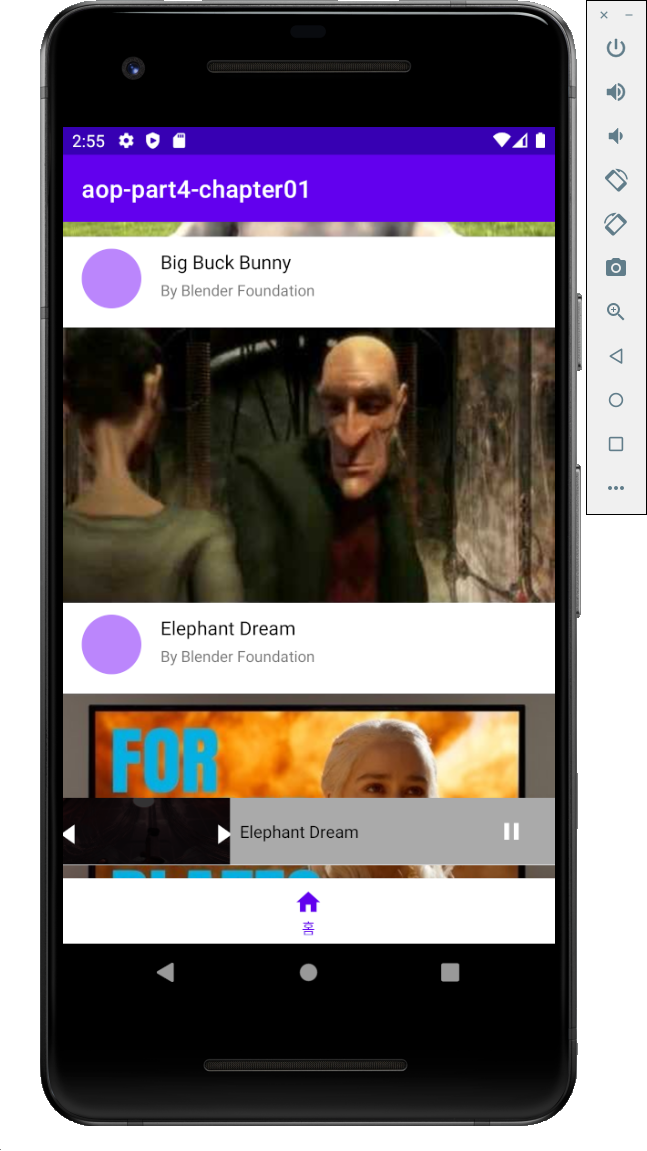 2:55
aop-part4-chapter01
Big Buck Bunny
By Blender Foundation
Elephant Dream
By Blender Foundation
FOR
Elephant Dream
홈